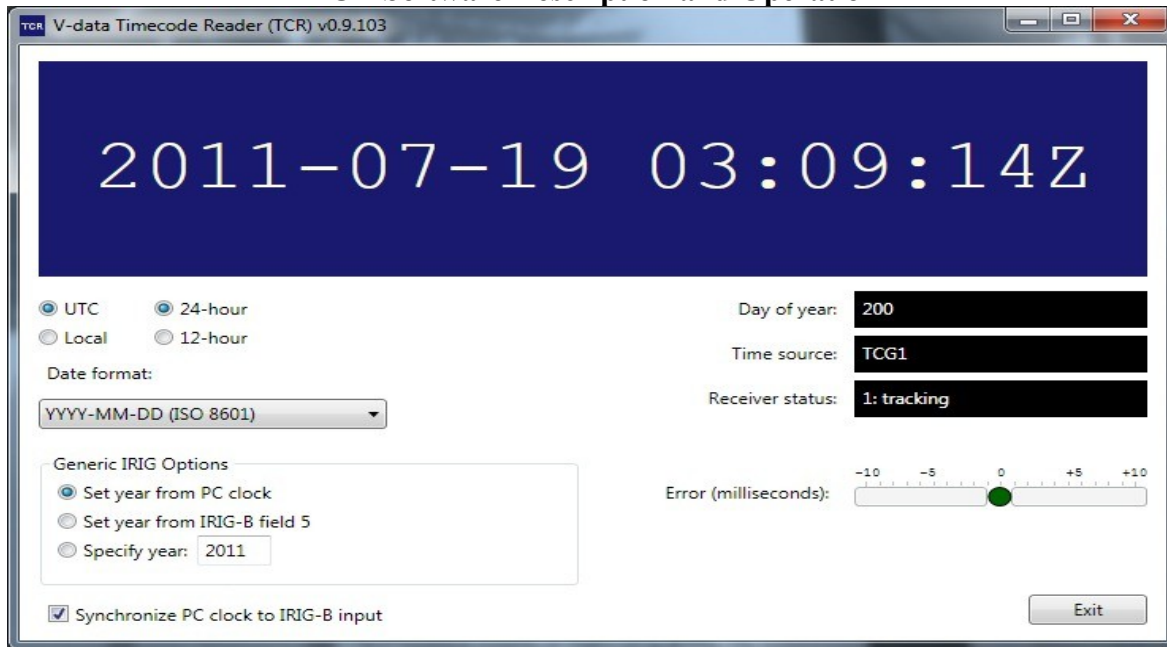 TCR V-data Timecode Reader (TCR) v0.9.103
2011-07-19 03:09:14Z
UTC 24-hour
Local 12-hour
Date format:
YYYY-MM-DD (ISO 8601)
Generic IRIG Options
Set year from PC clock
Set year from IRIG-B field 5
Specify year: 2011
Synchronize PC clock to IRIG-B input
Day of year: 200
Time source: TCG1
Receiver status: 1: tracking
-10 -5 0 +5 +10
Error (milliseconds):
Exit